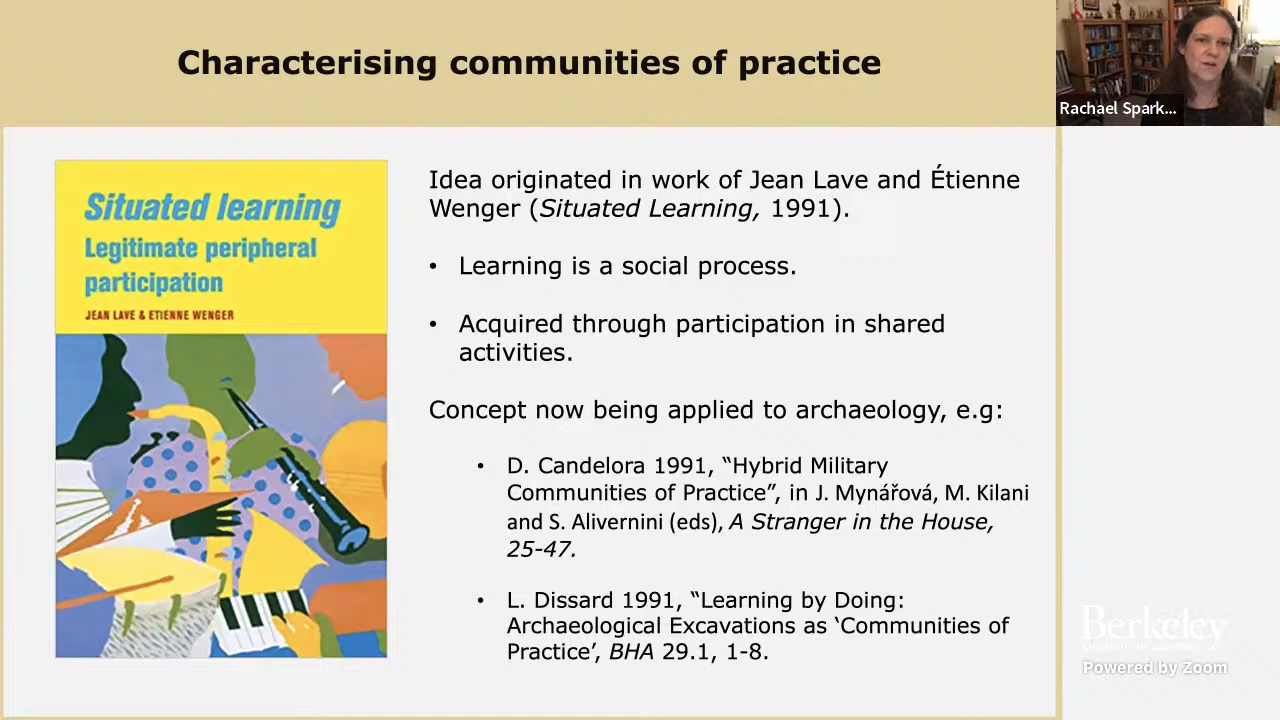 Characterising communities of practice
Rachael Spark...
Situated learning
Legitimate peripheral
participation
JEAN LAVE & ETIENNE WENGER
Idea originated in work of Jean Lave and Étienne
Wenger (Situated Learning, 1991).
• Learning is a social process.
• Acquired through participation in shared
activities.
Concept now being applied to archaeology, e.g:
• D. Candelora 1991, “Hybrid Military
Communities of Practice”, in J. Mynářová, M. Kilani
and S. Alivernini (eds), A Stranger in the House,
25-47.
• L. Dissard 1991, “Learning by Doing:
Archaeological Excavations as ‘Communities of
Practice’, BHA 29.1, 1-8.
Berkeley
Powered by Zoom